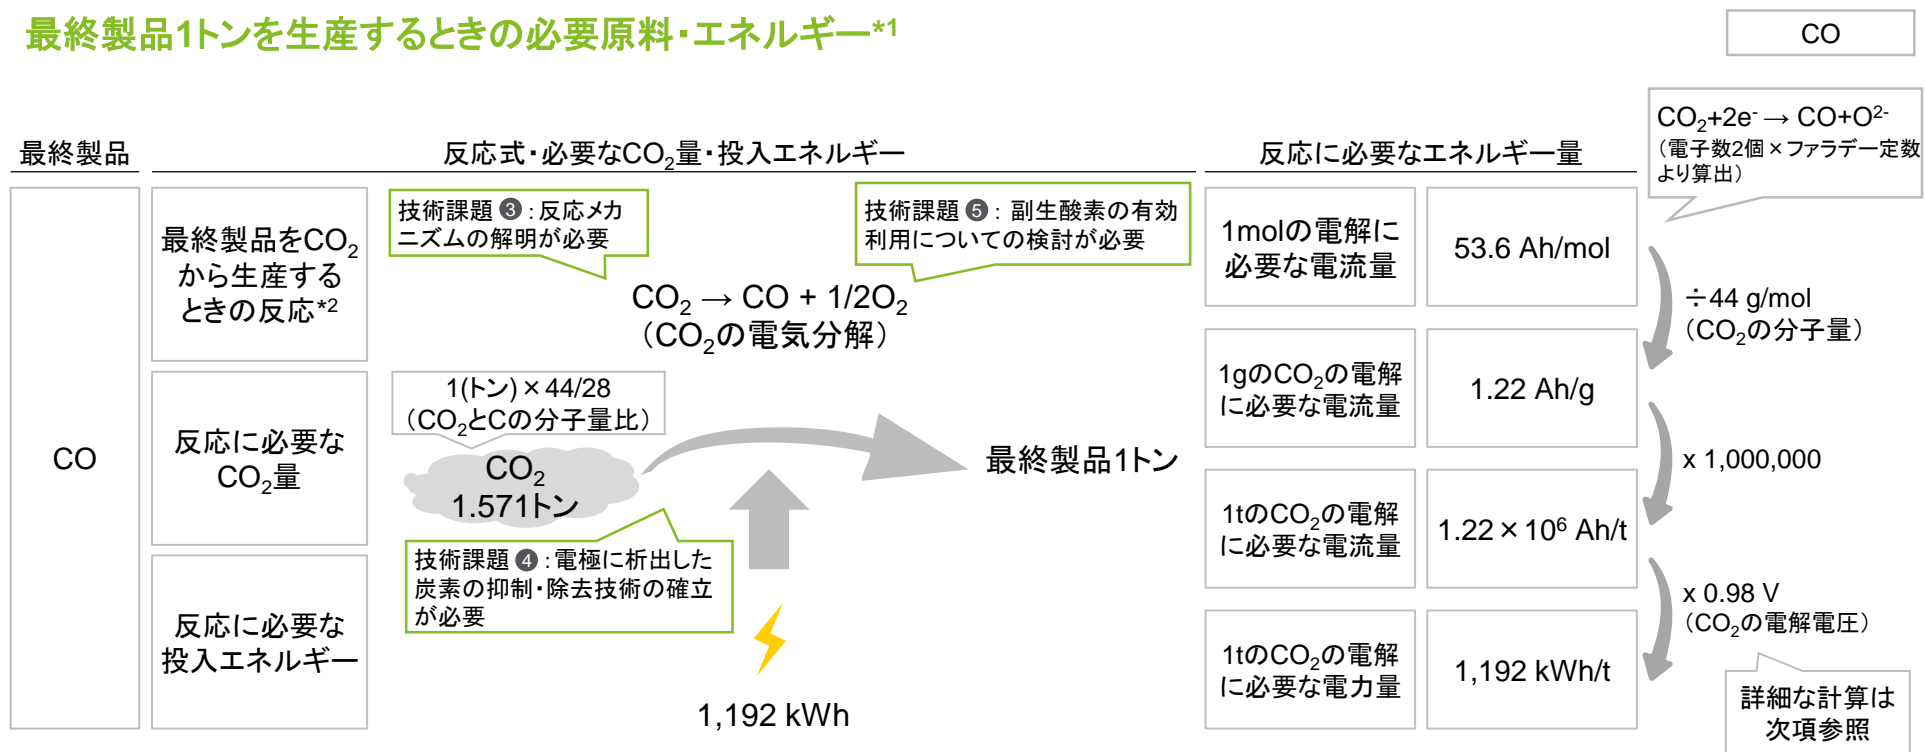 最終製品1トンを生産するときの必要原料・エネルギー*1
CO
最終製品
反応式・必要なCO2量・投入エネルギー
反応に必要なエネルギー量
CO2+2e- → CO+O2-
（電子数2個×ファラデー定数
より算出）
CO
最終製品をCO2
から生産する
ときの反応*2
技術課題 ❸ : 反応メカ
ニズムの解明が必要
技術課題 ❺ : 副生酸素の有効
利用についての検討が必要
CO2 → CO + 1/2O2
（CO2の電気分解）
反応に必要な
CO2量
1(トン)×44/28
（CO2とCの分子量比）
CO2
1.571トン
最終製品1トン
技術課題 ❹ : 電極に析出した
炭素の抑制・除去技術の確立
が必要
反応に必要な
投入エネルギー
1,192 kWh
1molの電解に
必要な電流量
53.6 Ah/mol
÷44 g/mol
（CO2の分子量）
1gのCO2の電解
に必要な電流量
1.22 Ah/g
x 1,000,000
1tのCO2の電解
に必要な電流量
1.22×106 Ah/t
x 0.98 V
（CO2の電解電圧）
1tのCO2の電解
に必要な電力量
1,192 kWh/t
詳細な計算は
次項参照